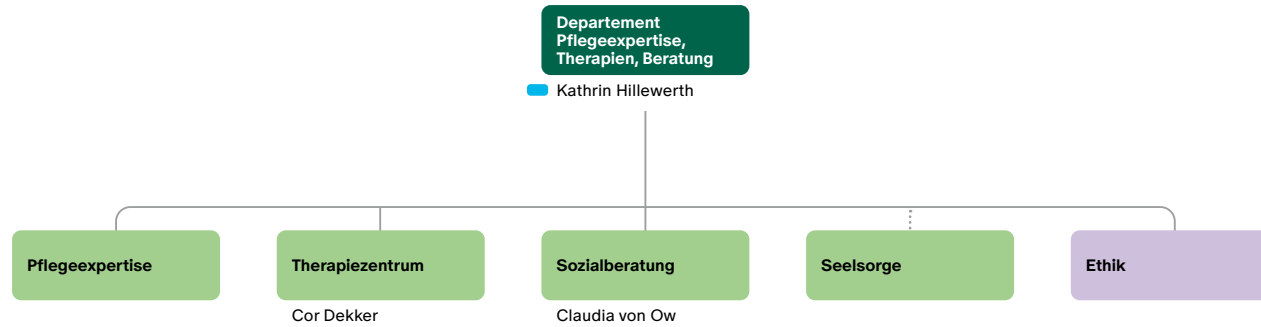 Departement
Pflegeexpertise,
Therapien, Beratung
Kathrin Hillewerth
Pflegeexpertise
Therapiezentrum
Sozialberatung
Seelsorge
Ethik
Cor Dekker
Claudia von Ow